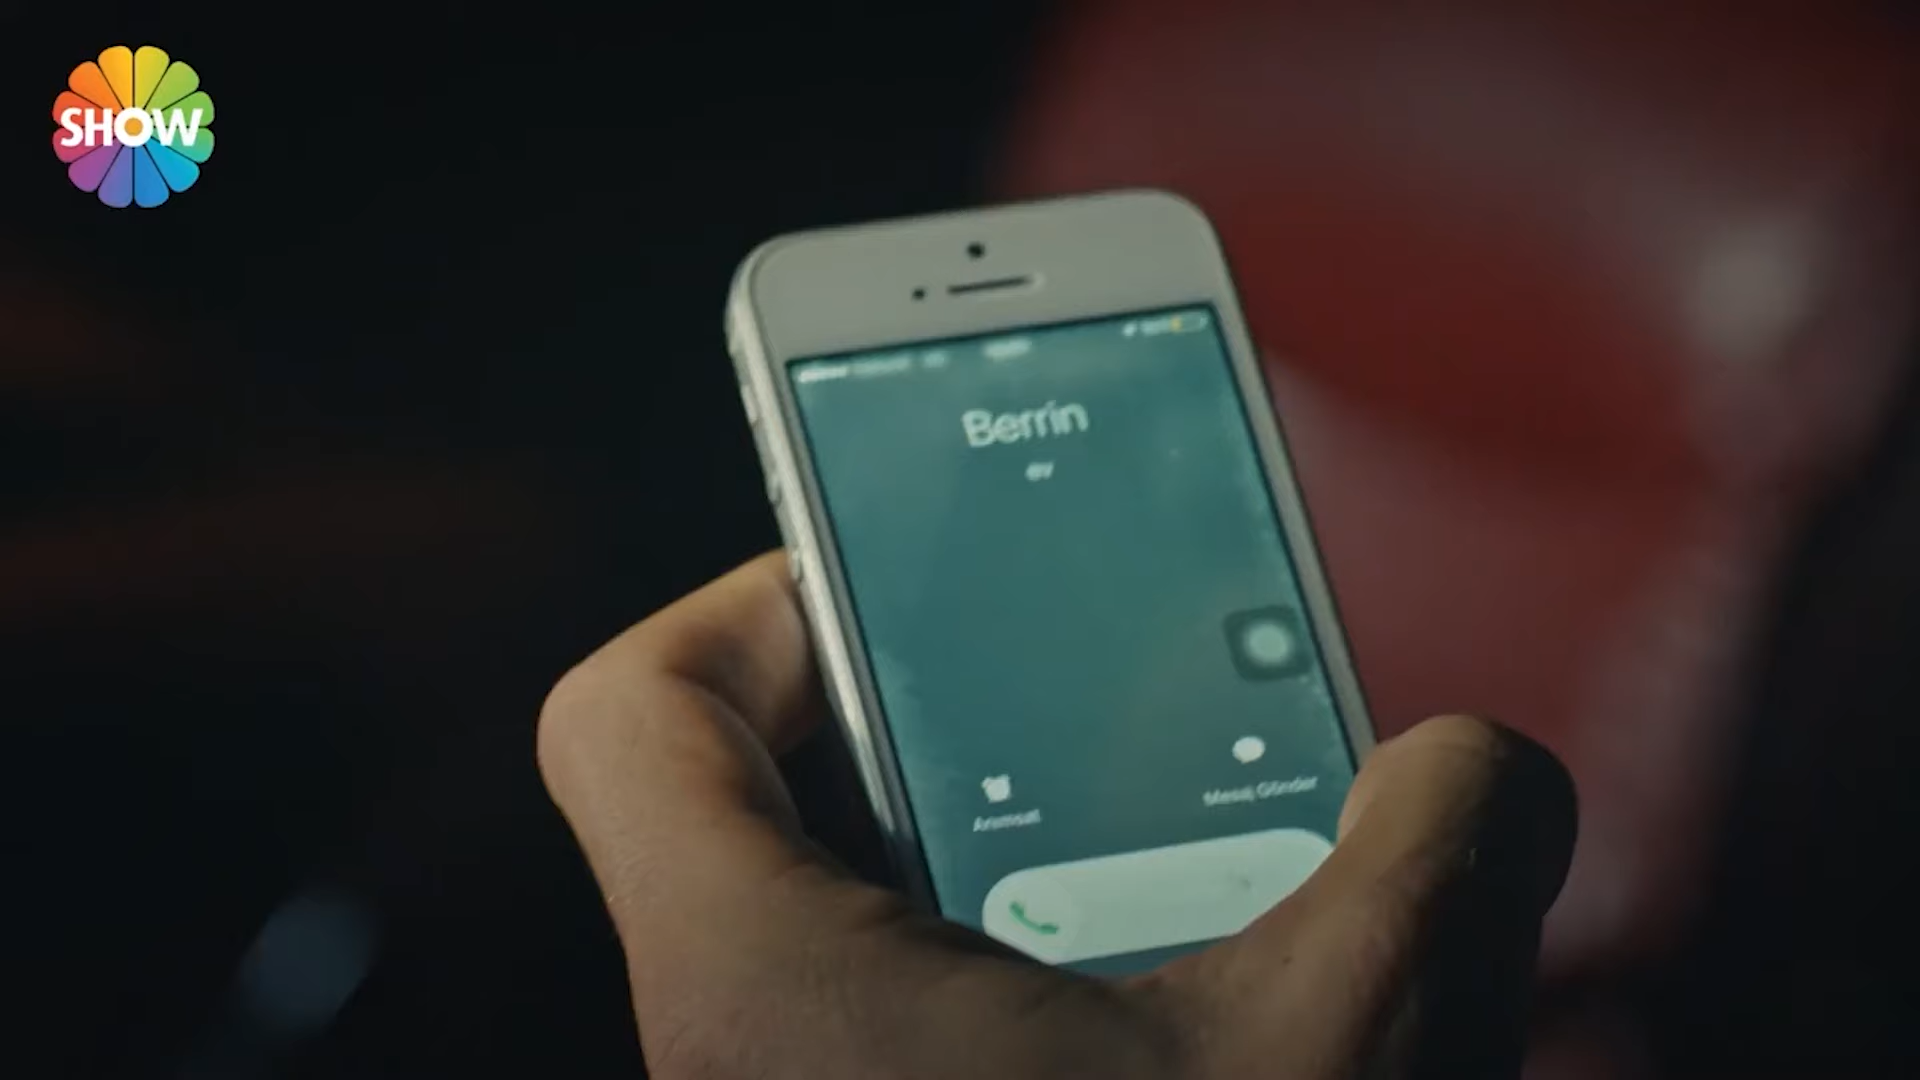 SHOW
Berrin
ev
Anımsat
Mesaj Gönder